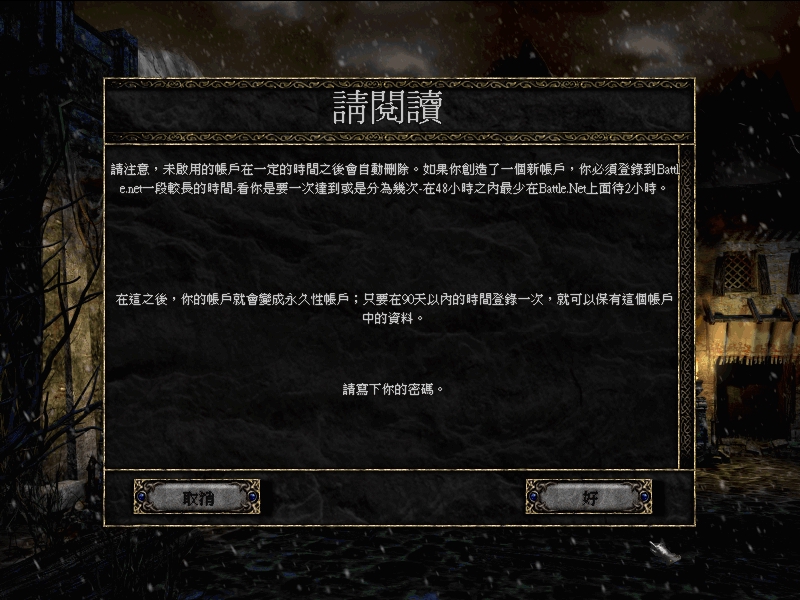 請閱讀
請注意，未啟用的帳戶在一定的時間之後會自動刪除。如果你創造了一個新帳戶，你必須登錄到Battl
e.net一段較長的時間-看你是要一次達到或是分為幾次-在48小時之內最少在Battle.Net上面待2小時。
在這之後，你的帳戶就會變成永久性帳戶；只要在90天以內的時間登錄一次，就可以保有這個帳戶
中的資料。
請寫下你的密碼。
取消
好